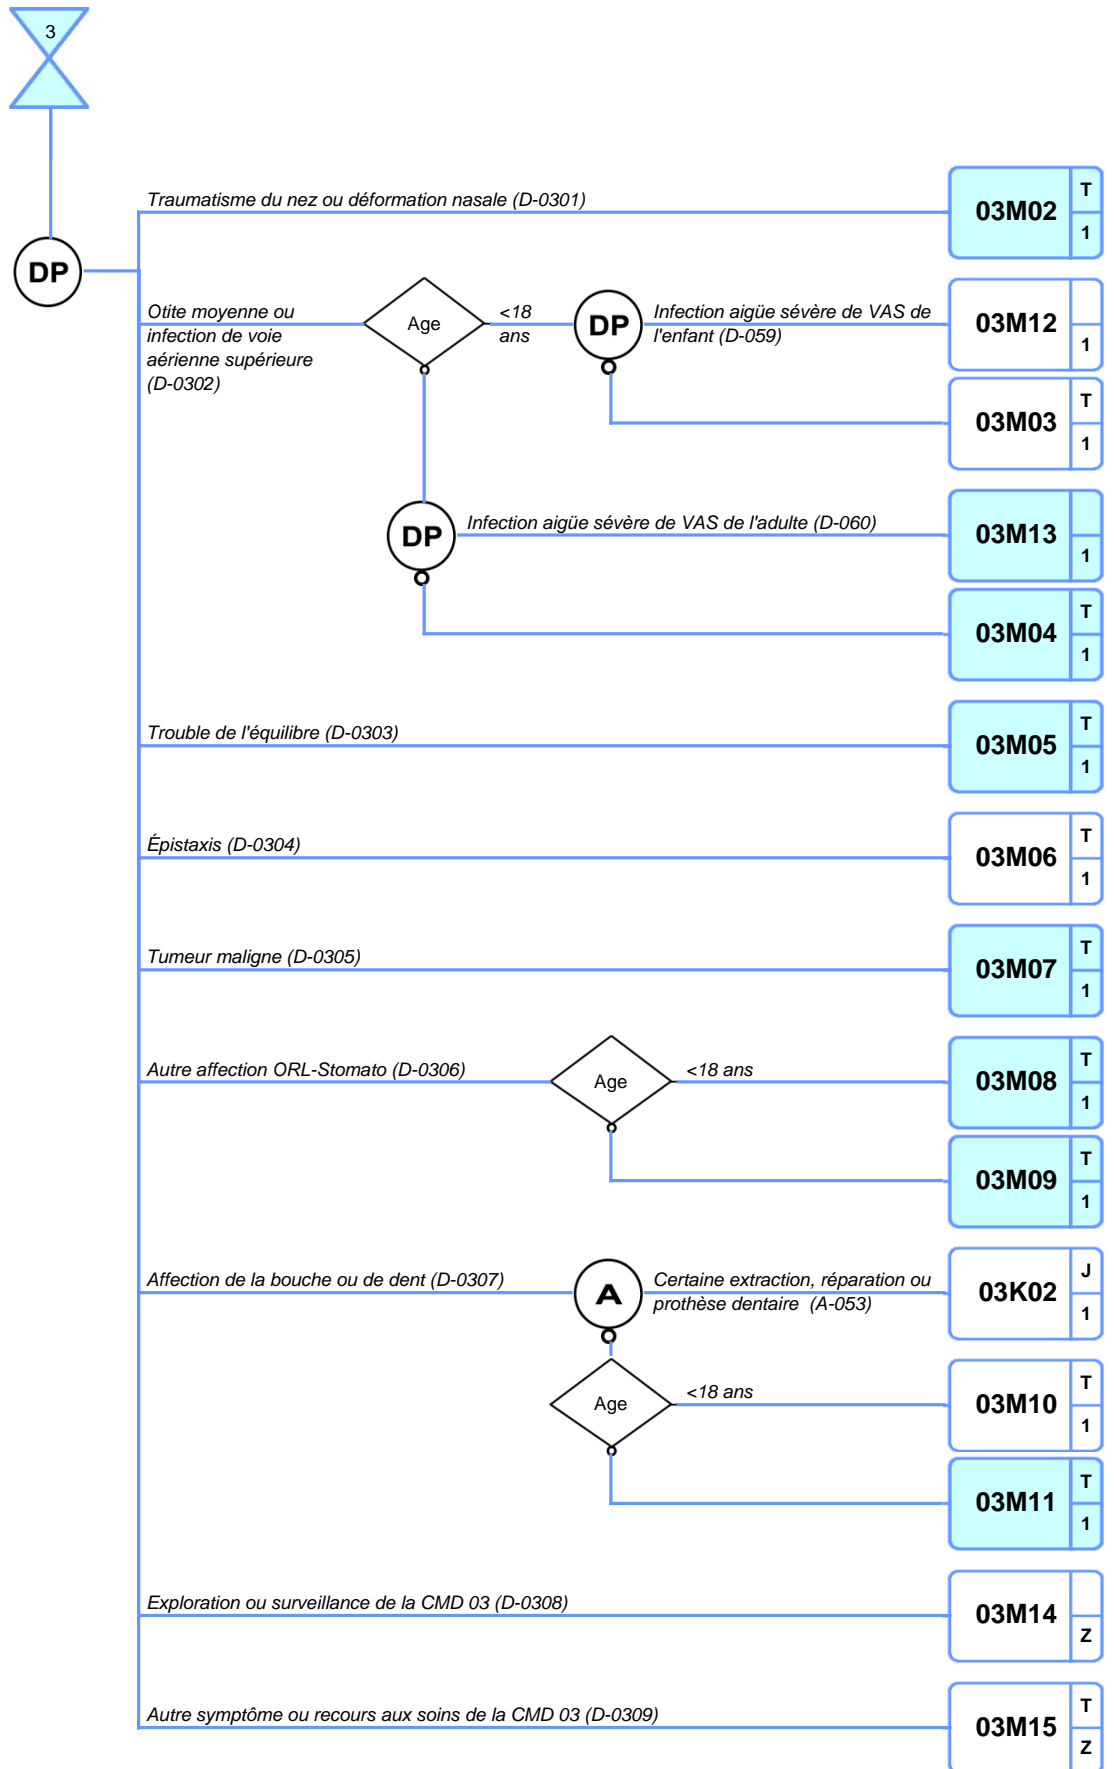 3
DP
Traumatisme du nez ou déformation nasale (D-0301)
03M02
T
1
Otite moyenne ou
infection de voie
aérienne supérieure
(D-0302)
Age
<18
ans
DP
Infection aigüe sévère de VAS de
l'enfant (D-059)
03M12
1
03M03
T
1
DP
Infection aigüe sévère de VAS de l'adulte (D-060)
03M13
1
03M04
T
1
Trouble de l'équilibre (D-0303)
03M05
T
1
Épistaxis (D-0304)
03M06
T
1
Tumeur maligne (D-0305)
03M07
T
1
Autre affection ORL-Stomato (D-0306)
Age
<18 ans
03M08
T
1
03M09
T
1
Affection de la bouche ou de dent (D-0307)
A
Certaine extraction, réparation ou
prothèse dentaire (A-053)
03K02
J
1
Age
<18 ans
03M10
T
1
03M11
T
1
Exploration ou surveillance de la CMD 03 (D-0308)
03M14
Z
Autre symptôme ou recours aux soins de la CMD 03 (D-0309)
03M15
T
Z